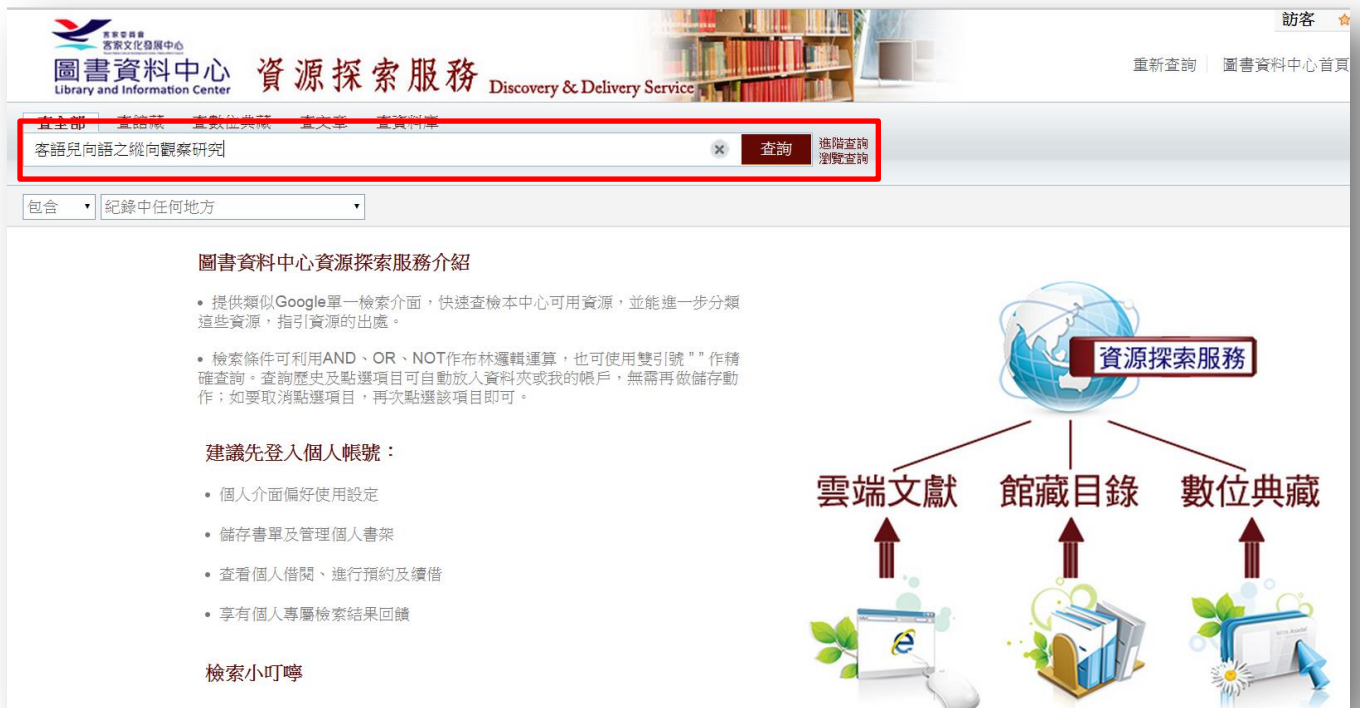 訪客
客家委員會
客家文化發展中心
圖書資料中心
Library and Information Center
資源探索服務 Discovery & Delivery Service
重新查詢 圖書資料中心首頁
查全部 查館藏 查數位典藏 查文章 查資料庫
客語兒向語之縱向觀察研究
查詢
進階查詢
瀏覽查詢
包含 紀錄中任何地方
圖書資料中心資源探索服務介紹
• 提供類似Google單一檢索介面，快速查檢本中心可用資源，並能進一步分類
這些資源，指引資源的出處。
• 檢索條件可利用AND、OR、NOT作布林邏輯運算，也可使用雙引號 " " 作精
確查詢。查詢歷史及點選項目可自動放入資料夾或我的帳戶，無需再做儲存動
作；如要取消點選項目，再次點選該項目即可。
建議先登入個人帳號：
• 個人介面偏好使用設定
• 儲存書單及管理個人書架
• 查看個人借閱、進行預約及續借
• 享有個人專屬檢索結果回饋
檢索小叮嚀
資源探索服務
雲端文獻 館藏目錄 數位典藏